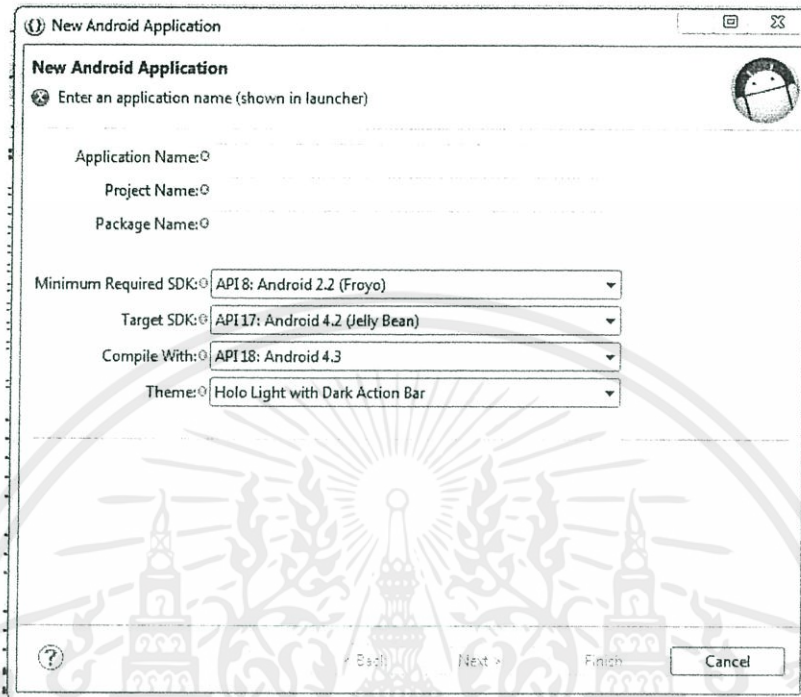 New Android Application
New Android Application
Enter an application name (shown in launcher)
Application Name:
Project Name:
Package Name:
Minimum Required SDK: API 8: Android 2.2 (Froyo)
Target SDK: API 17: Android 4.2 (Jelly Bean)
Compile With: API 18: Android 4.3
Theme: Holo Light with Dark Action Bar
? < Back Next > Finish Cancel